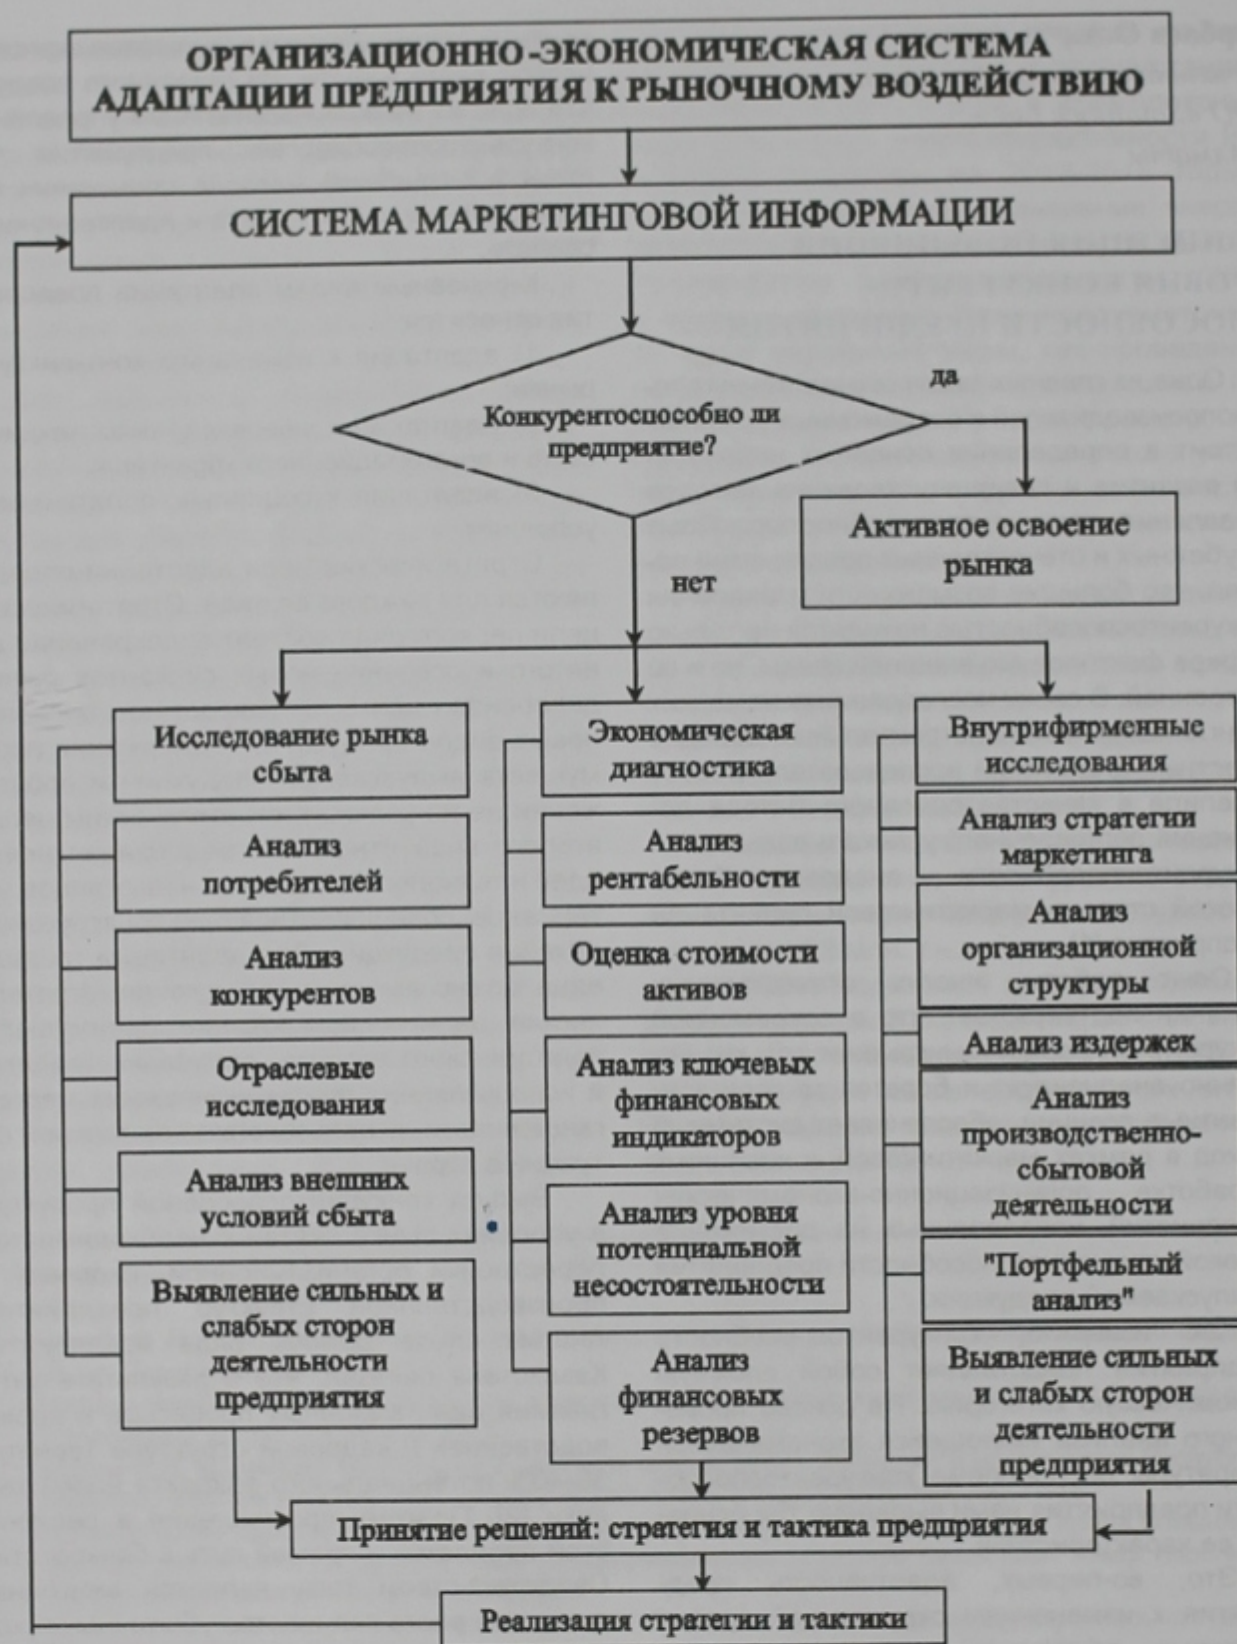 ОРГАНИЗАЦИОННО-ЭКОНОМИЧЕСКАЯ СИСТЕМА
АДАПТАЦИИ ПРЕДПРИЯТИЯ К РЫНОЧНОМУ ВОЗДЕЙСТВИЮ
СИСТЕМА МАРКЕТИНГОВОЙ ИНФОРМАЦИИ
Конкурентоспособно ли
предприятие?
да
Активное освоение
рынка
нет
Исследование рынка
сбыта
Анализ
потребителей
Анализ
конкурентов
Отраслевые
исследования
Анализ внешних
условий сбыта
Выявление сильных и
слабых сторон
деятельности
предприятия
Экономическая
диагностика
Анализ
рентабельности
Оценка стоимости
активов
Анализ ключевых
финансовых
индикаторов
Анализ уровня
потенциальной
несостоятельности
Анализ
финансовых
резервов
Внутрифирменные
исследования
Анализ стратегии
маркетинга
Анализ
организационной
структуры
Анализ издержек
Анализ
производственно-
сбытовой
деятельности
"Портфельный
анализ"
Выявление сильных
и слабых сторон
деятельности
предприятия
Принятие решений: стратегия и тактика предприятия
Реализация стратегии и тактики